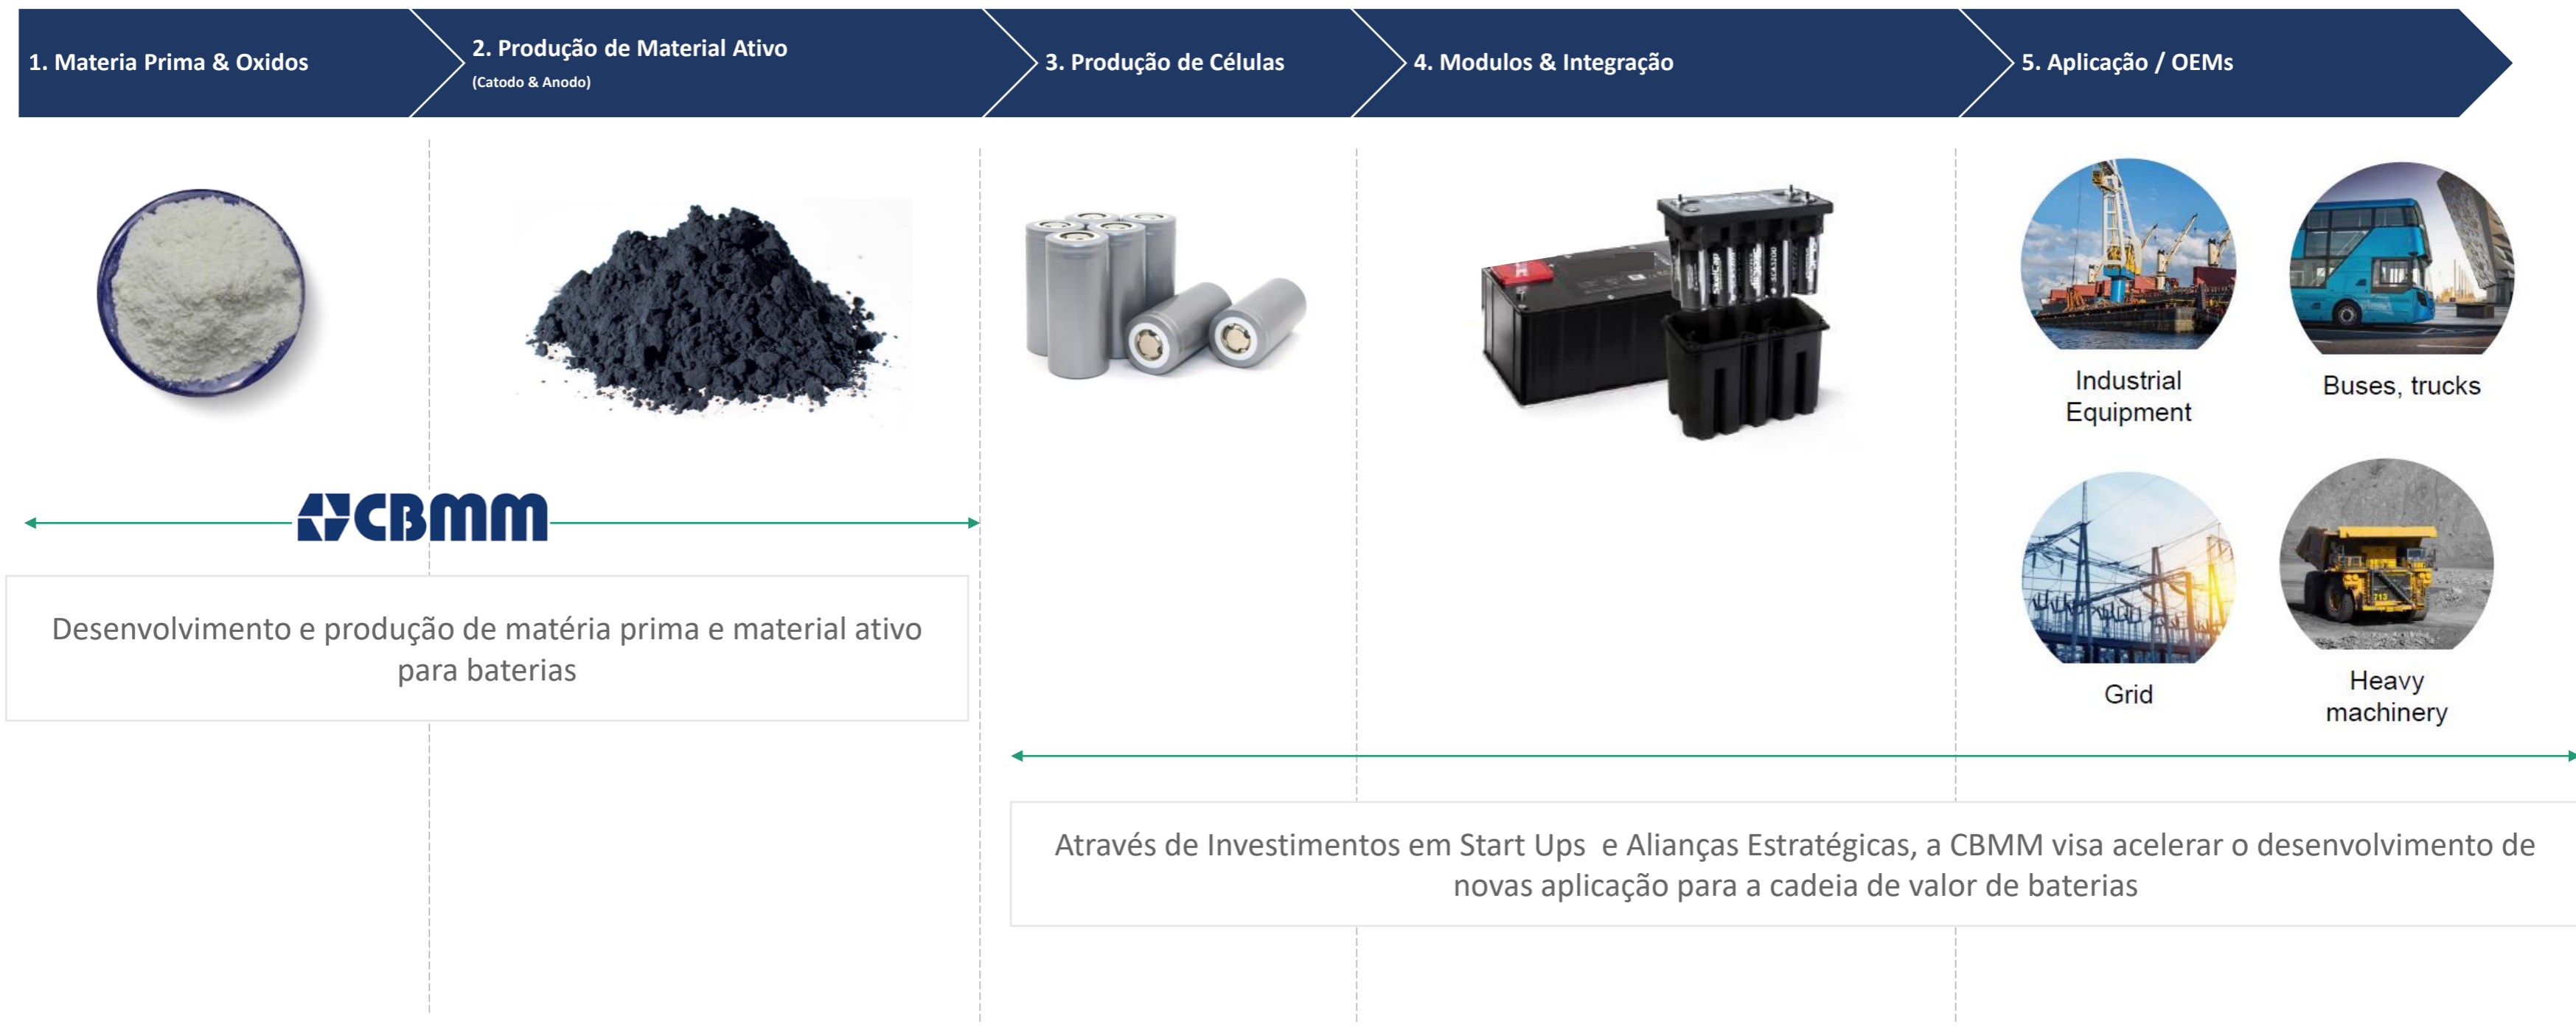 1. Materia Prima & Oxidos
2. Produção de Material Ativo
(Catodo & Anodo)
3. Produção de Células
4. Modulos & Integração
5. Aplicação / OEMs
Industrial
Equipment
Buses, trucks
CBMM
Desenvolvimento e produção de matéria prima e material ativo
para baterias
Grid
Heavy
machinery
Através de Investimentos em Start Ups  e Alianças Estratégicas, a CBMM visa acelerar o desenvolvimento de
novas aplicação para a cadeia de valor de baterias